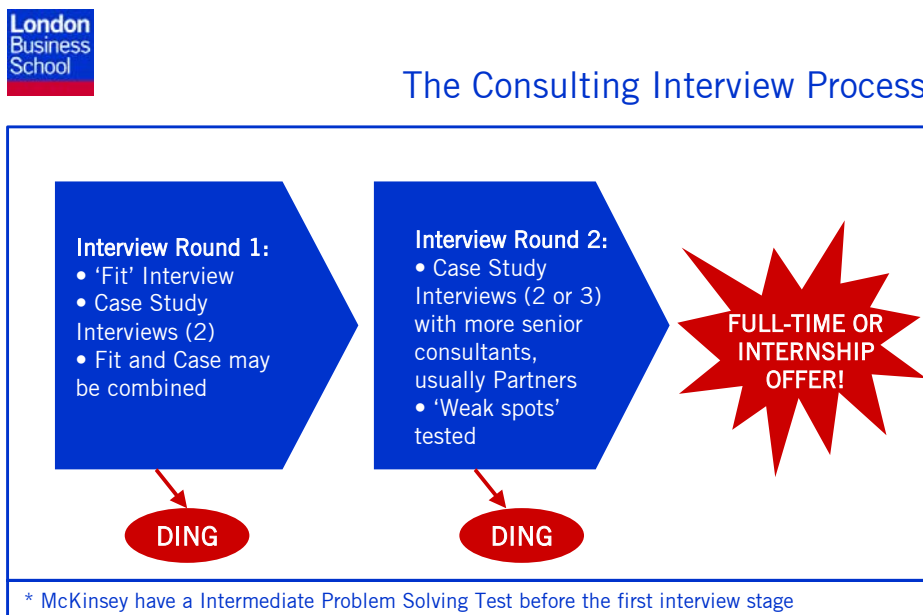 London
Business
School
The Consulting Interview Process
Interview Round 1:
• ‘Fit’ Interview
• Case Study
Interviews (2)
• Fit and Case may
be combined
Interview Round 2:
• Case Study
Interviews (2 or 3)
with more senior
consultants,
usually Partners
• ‘Weak spots’
tested
FULL-TIME OR
INTERNSHIP
OFFER!
DING
DING
* McKinsey have a Intermediate Problem Solving Test before the first interview stage